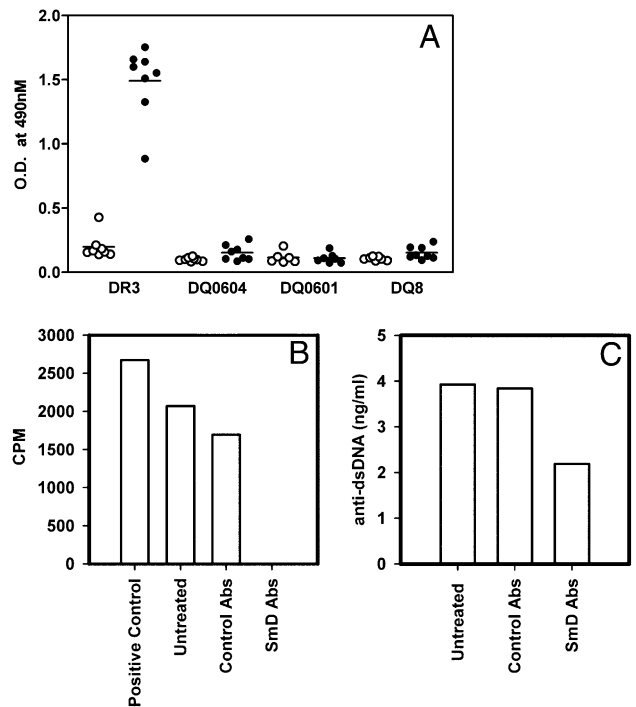 A
O.D. at 490nM
2.0
1.5
1.0
0.5
0.0
DR3 DQ0604 DQ0601 DQ8
B
CPM
3000
2500
2000
1500
1000
500
0
Positive Control
Untreated
Control Abs
SmD Abs
C
anti-dsDNA (ng/ml)
5
4
3
2
1
0
Untreated
Control Abs
SmD Abs